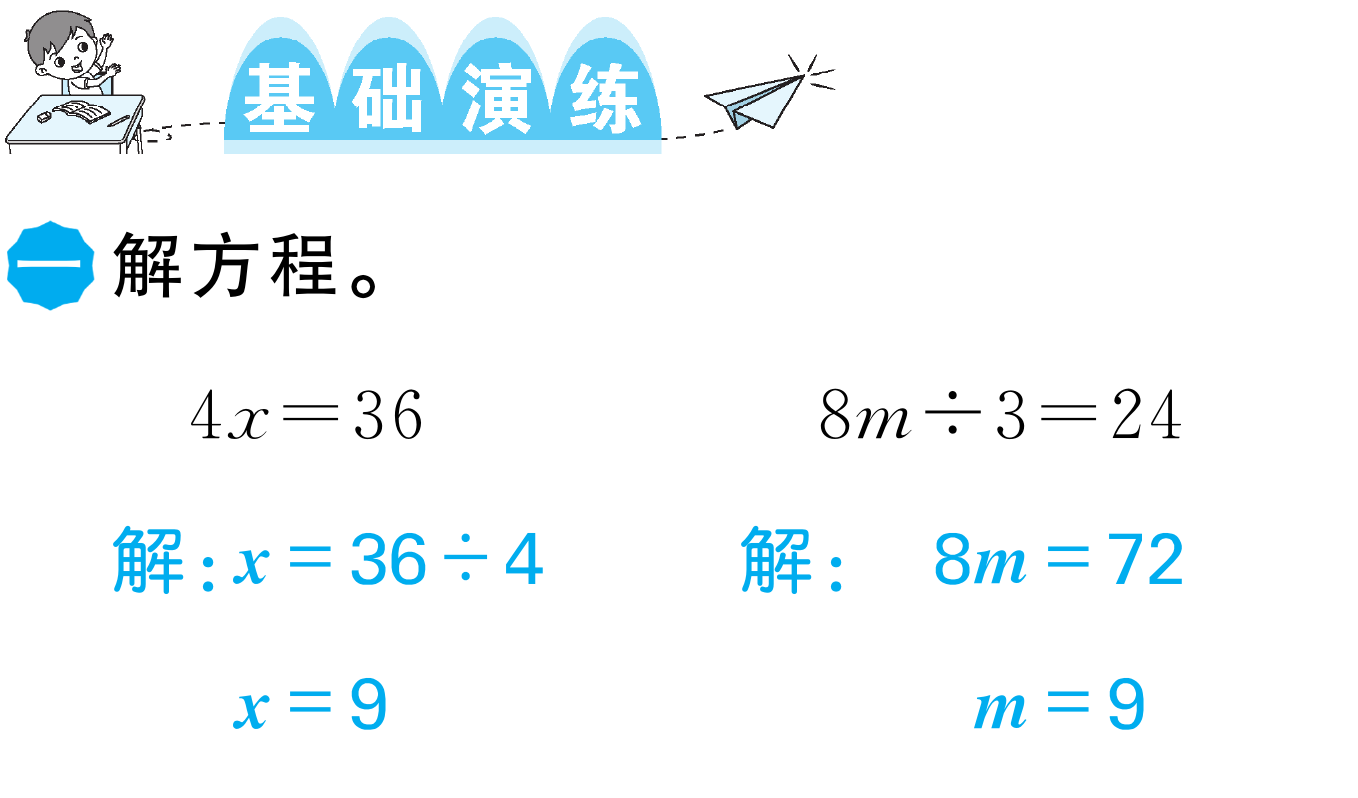 基础演练
一 解方程。
4x=36 8m÷3=24
解:x=36÷4 解: 8m=72
x=9 m=9